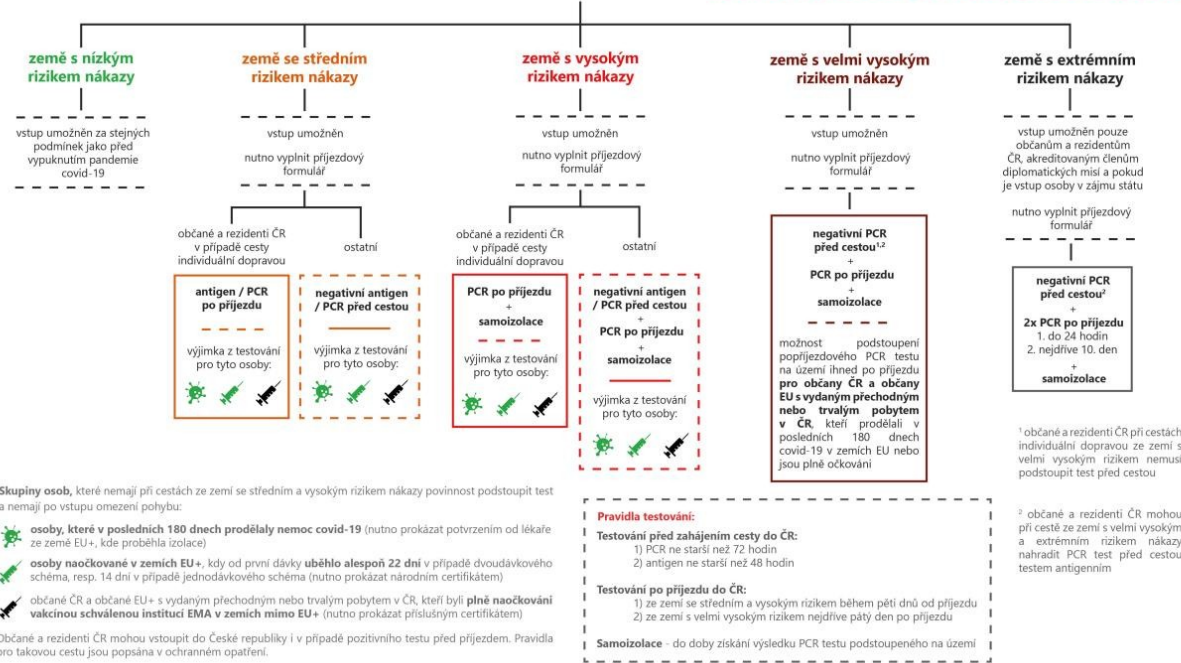 země s nízkým
rizikem nákazy
vstup umožněn za stejných
podmínek jako před
vypuknutím pandemie
covid-19
země se středním
rizikem nákazy
vstup umožněn
nutno vyplnit příjezdový
formulář
občané a rezidenti ČR
v případě cesty
individuální dopravou
antigen / PCR
po příjezdu
výjimka z testování
pro tyto osoby:
ostatní
negativní antigen
/ PCR před cestou
výjimka z testování
pro tyto osoby:
země s vysokým
rizikem nákazy
vstup umožněn
nutno vyplnit příjezdový
formulář
občané a rezidenti ČR
v případě cesty
individuální dopravou
PCR po příjezdu
+
samoizolace
výjimka z testování
pro tyto osoby:
ostatní
negativní antigen
/ PCR před cestou
+
PCR po příjezdu
+
samoizolace
výjimka z testování
pro tyto osoby:
země s velmi vysokým
rizikem nákazy
vstup umožněn
nutno vyplnit příjezdový
formulář
negativní PCR
před cestou1,2
+
PCR po příjezdu
+
samoizolace
možnost podstoupení
popříjezdového PCR testu
na území ihned po příjezdu
pro občany ČR a občany
EU s vydaným přechodným
nebo trvalým pobytem
v ČR, kteří prodělali v
posledních 180 dnech
covid-19 v zemích EU nebo
jsou plně očkováni
země s extrémním
rizikem nákazy
vstup umožněn pouze
občanům a rezidentům
ČR, akreditovaným členům
diplomatických misí a pokud
je vstup osoby v zájmu státu
nutno vyplnit příjezdový
formulář
negativní PCR
před cestou2
+
2x PCR po příjezdu
1. do 24 hodin
2. nejdříve 10. den
+
samoizolace
1 občané a rezidenti ČR při cestách
individuální dopravou ze zemí s
velmi vysokým rizikem nemusí
podstoupit test před cestou
2 občané a rezidenti ČR mohou
při cestě ze zemí s velmi vysokým
a extrémním rizikem nákazy
nahradit PCR test před cestou
testem antigenním
Skupiny osob, které nemají při cestách ze zemí se středním a vysokým rizikem nákazy povinnost podstoupit test
a nemají po vstupu omezení pohybu:
osoby, které v posledních 180 dnech prodělaly nemoc covid-19 (nutno prokázat potvrzením od lékaře
ze země EU+, kde proběhla izolace)
osoby naočkované v zemích EU+, kdy od první dávky uběhlo alespoň 22 dní v případě dvoudávkového
schéma, resp. 14 dní v případě jednodávkového schéma (nutno prokázat národním certifikátem)
občané ČR a občané EU+ s vydaným přechodným nebo trvalým pobytem v ČR, kteří byli plně naočkováni
vakcínou schválenou institucí EMA v zemích mimo EU+ (nutno prokázat příslušným certifikátem)
Občané a rezidenti ČR mohou vstoupit do České republiky i v případě pozitivního testu před příjezdem. Pravidla
pro takovou cestu jsou popsána v ochranném opatření.
Pravidla testování:
Testování před zahájením cesty do ČR:
1) PCR ne starší než 72 hodin
2) antigen ne starší než 48 hodin
Testování po příjezdu do ČR:
1) ze zemí se středním a vysokým rizikem během pěti dnů od příjezdu
2) ze zemí s velmi vysokým rizikem nejdříve pátý den po příjezdu
Samoizolace - do doby získání výsledku PCR testu podstoupeného na území